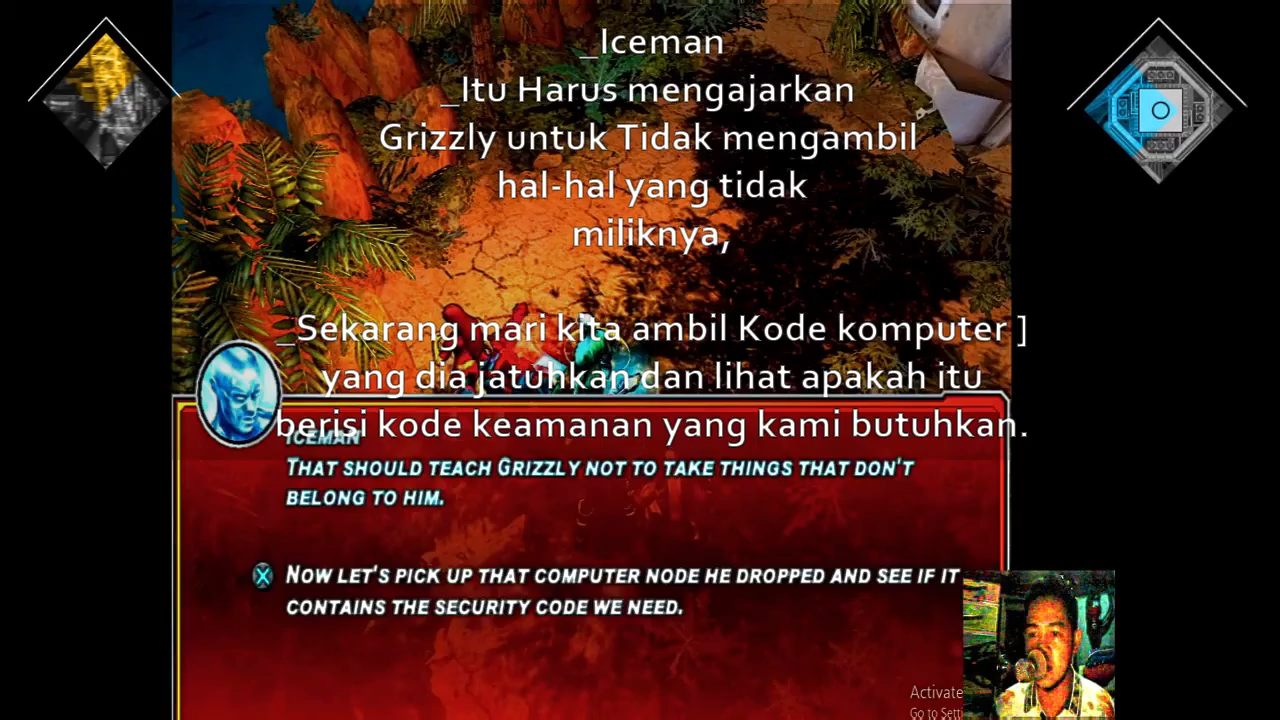 _Iceman
_Itu Harus mengajarkan
Grizzly untuk Tidak mengambil
hal-hal yang tidak
miliknya,
_Sekarang mari kita ambil Kode komputer ]
yang dia jatuhkan dan lihat apakah itu
berisi kode keamanan yang kami butuhkan.
ICEMAN
THAT SHOULD TEACH GRIZZLY NOT TO TAKE THINGS THAT DON'T
BELONG TO HIM.
X NOW LET'S PICK UP THAT COMPUTER NODE HE DROPPED AND SEE IF IT
CONTAINS THE SECURITY CODE WE NEED.
Activate
Go to Setti